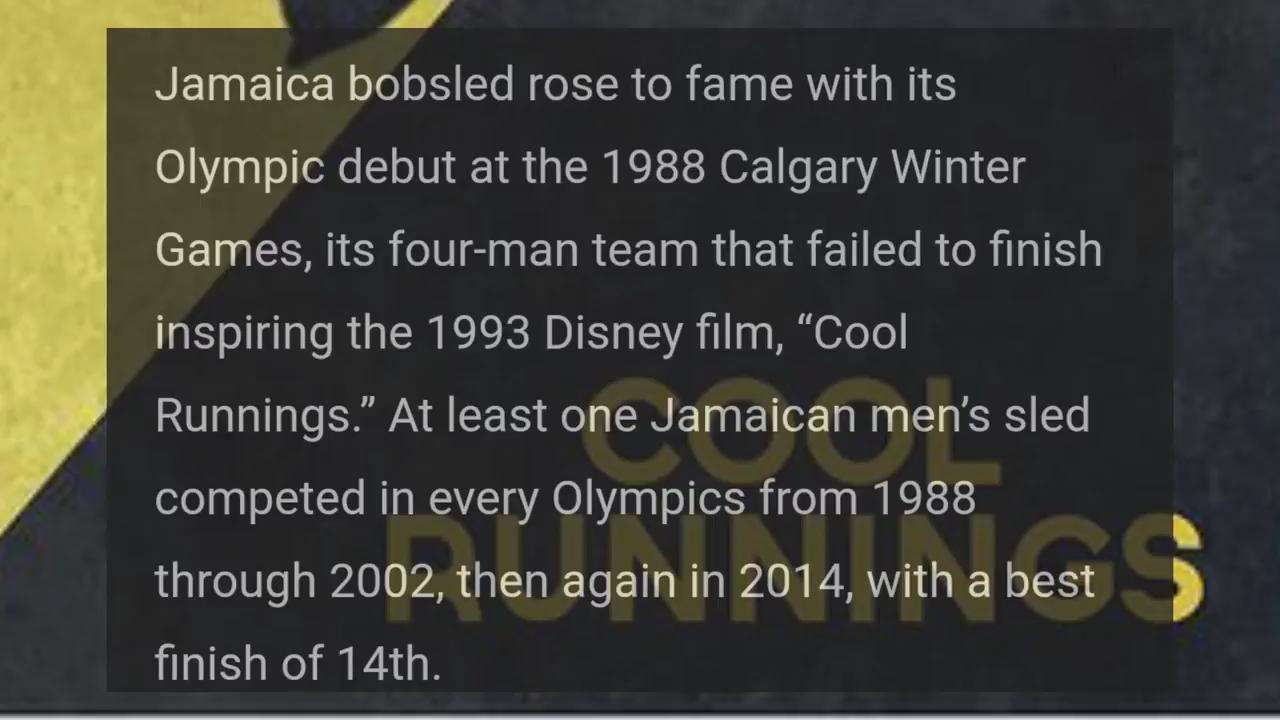 Jamaica bobsled rose to fame with its
Olympic debut at the 1988 Calgary Winter
Games, its four-man team that failed to finish
inspiring the 1993 Disney film, “Cool
Runnings.” At least one Jamaican men’s sled
competed in every Olympics from 1988
through 2002, then again in 2014, with a best
finish of 14th.
COOL
RUNNINGS